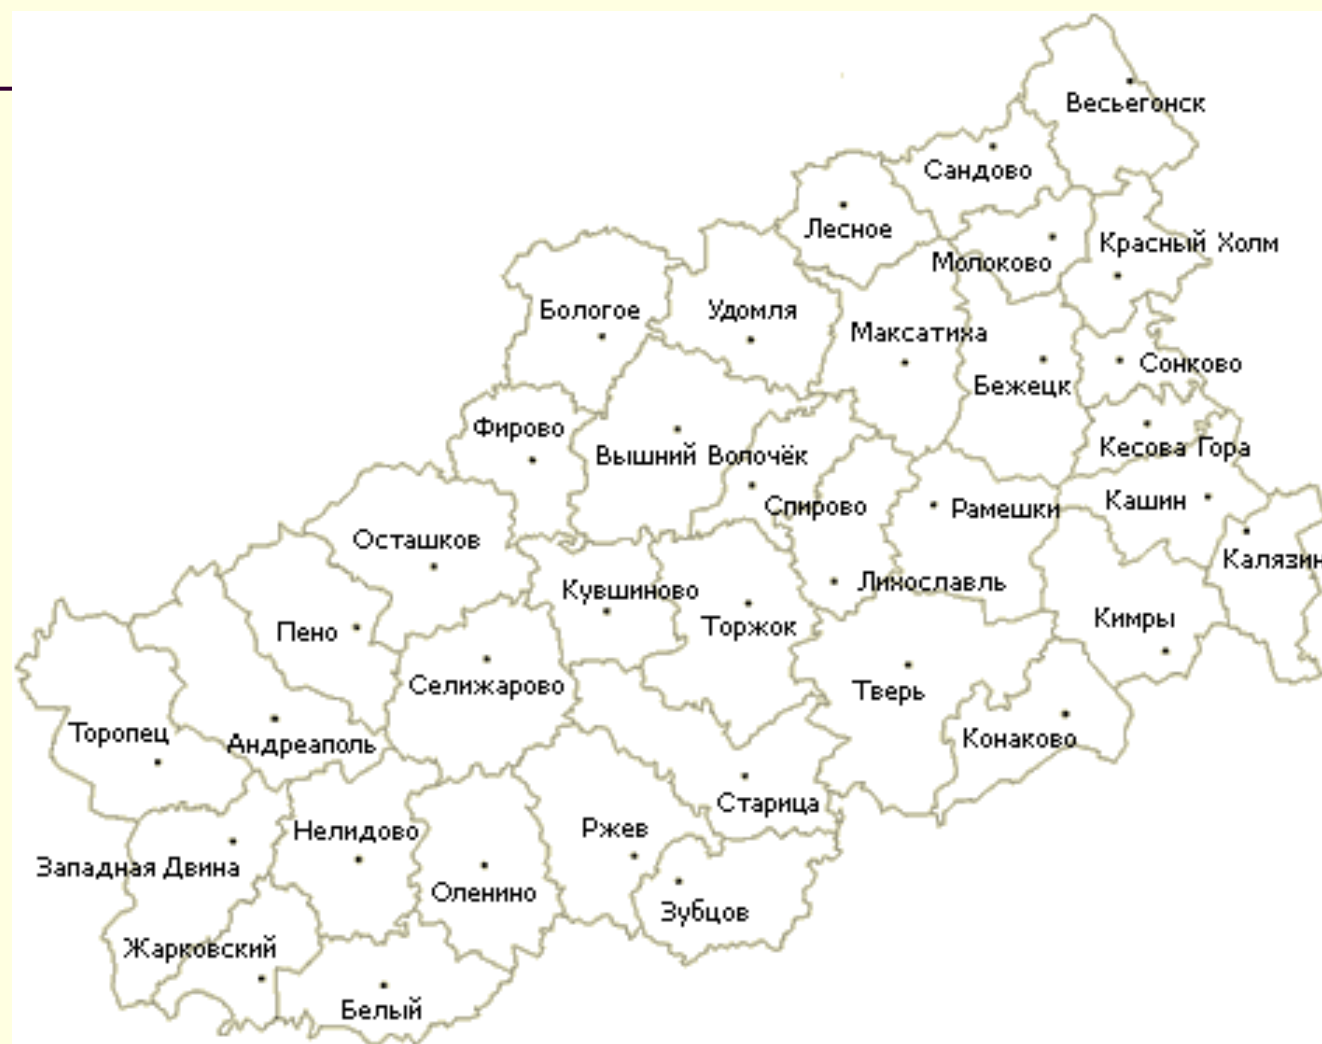 Весьегонск
Сандово
Лесное
Красный Холм
Молоково
Бологое
Удомля
Максатиха
Сонково
Бежецк
Фирово
Кесова Гора
Вышний Волочёк
Кашин
Спирово
Рамешки
Осташков
Калязин
Лихославль
Кувшиново
Кимры
Торжок
Пено
Селижарово
Тверь
Торопец
Конаково
Андреаполь
Старица
Ржев
Нелидово
Западная Двина
Оленино
Зубцов
Жарковский
Белый